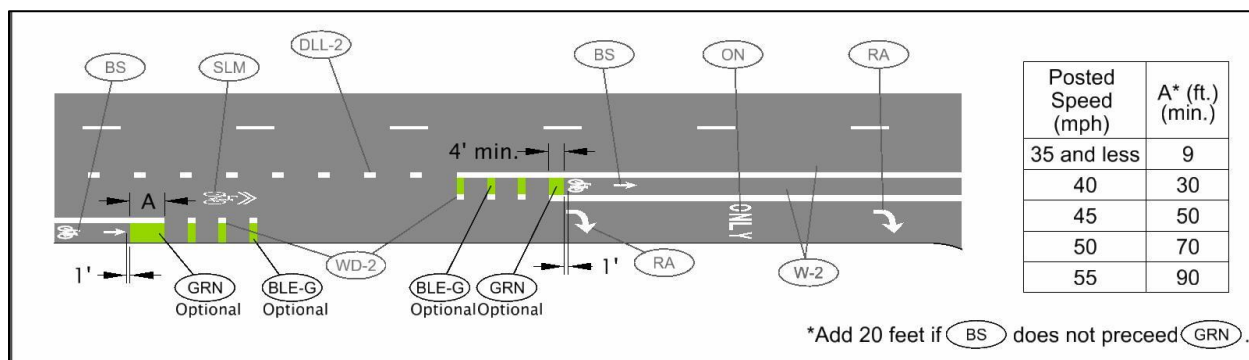 DLL-2
BS
SLM
BS
ON
RA
4' min.
A
ONLY
1'
GRN
Optional
BLE-G
Optional
WD-2
BLE-G
Optional
GRN
Optional
1'
RA
W-2
Posted Speed (mph)
A* (ft.) (min.)
35 and less 9
40 30
45 50
50 70
55 90
*Add 20 feet if BS does not preceed GRN .